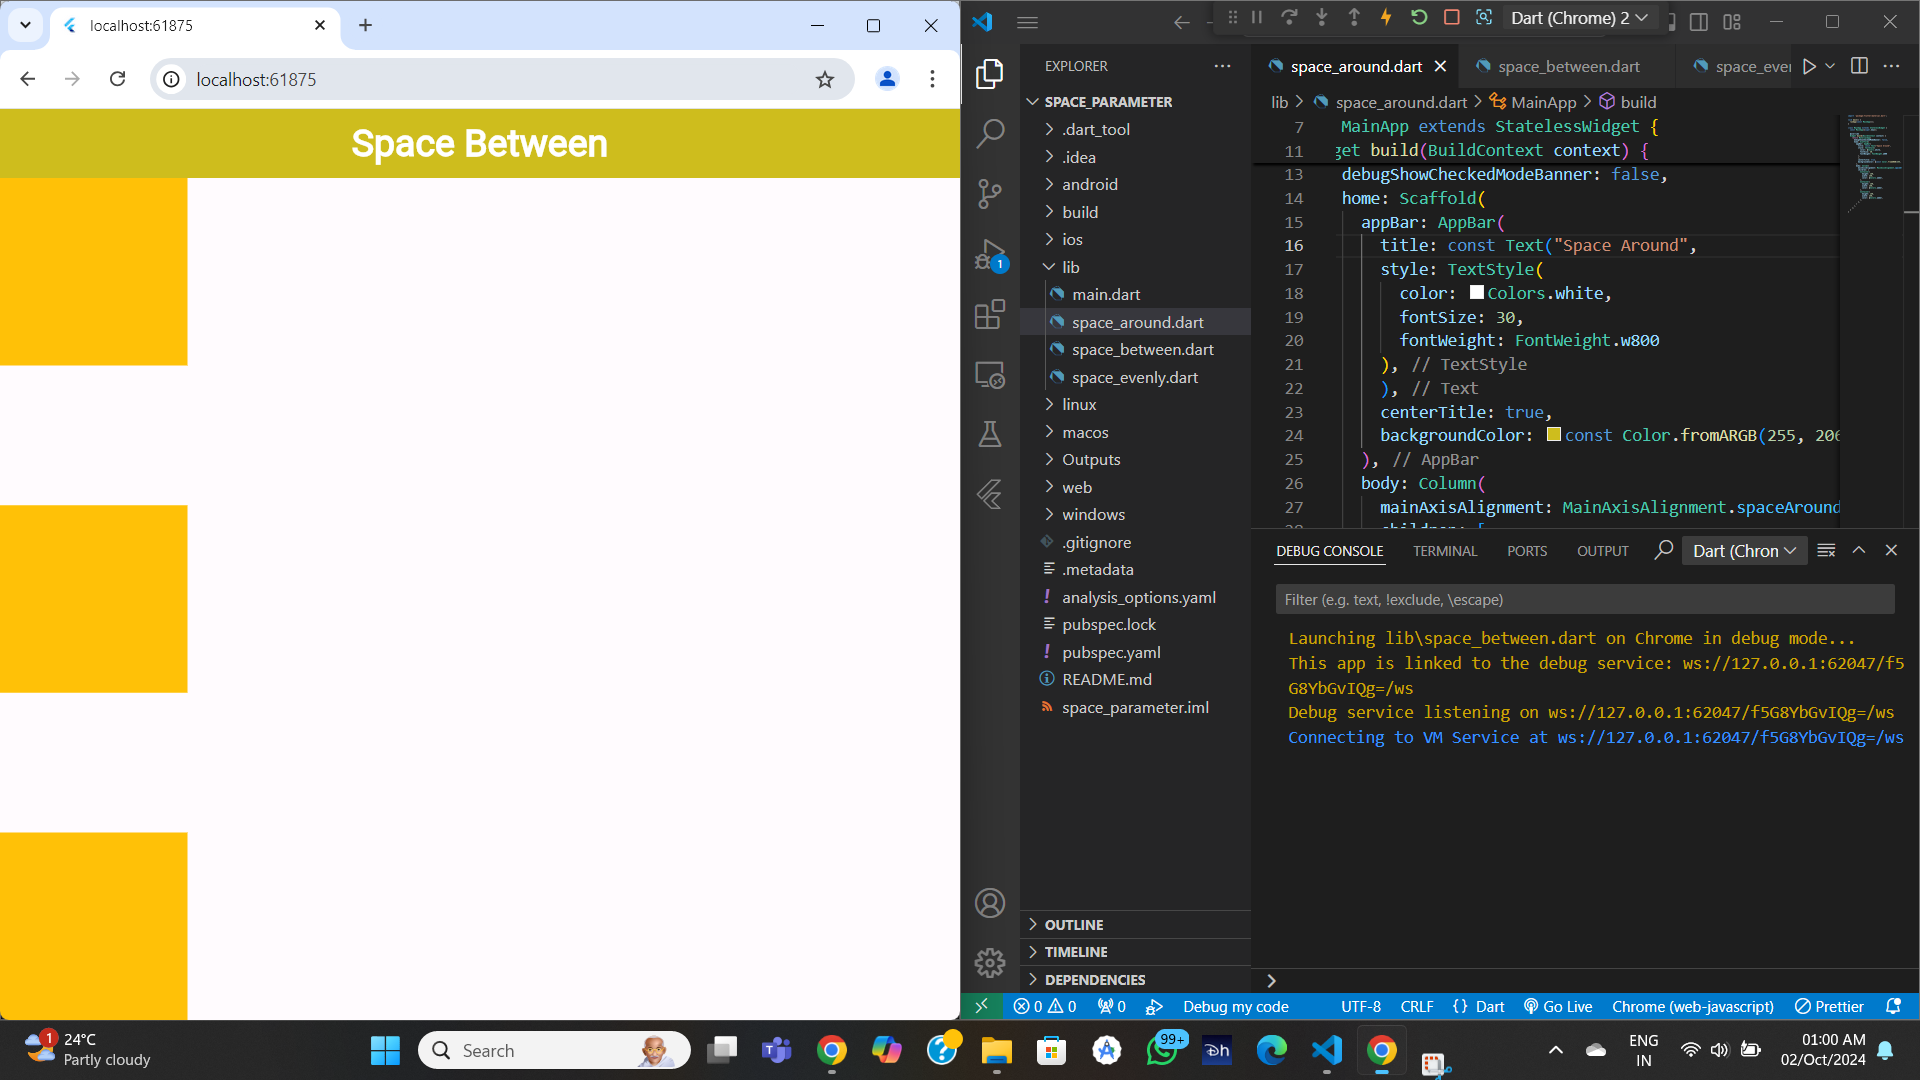 localhost:61875
localhost:61875
Space Between
Dart (Chrome) 2
EXPLORER
SPACE_PARAMETER
.dart_tool
.idea
android
build
ios
lib
main.dart
space_around.dart
space_between.dart
space_evenly.dart
linux
macos
Outputs
web
windows
.gitignore
.metadata
analysis_options.yaml
pubspec.lock
pubspec.yaml
README.md
space_parameter.iml
OUTLINE
TIMELINE
DEPENDENCIES
1
space_around.dart
space_between.dart
space_eve
lib > space_around.dart > MainApp > build
7 MainApp extends StatelessWidget {
11 get build(BuildContext context) {
13 debugShowCheckedModeBanner: false,
14 home: Scaffold(
15 appBar: AppBar(
16 title: const Text("Space Around",
17 style: TextStyle(
18 color: Colors.white,
19 fontSize: 30,
20 fontWeight: FontWeight.w800
21 ), // TextStyle
22 ), // Text
23 centerTitle: true,
24 backgroundColor: const Color.fromARGB(255, 206
25 ), // AppBar
26 body: Column(
27 mainAxisAlignment: MainAxisAlignment.spaceAround
28 children: [
DEBUG CONSOLE TERMINAL PORTS OUTPUT Dart (Chron
Filter (e.g. text, !exclude, \escape)
Launching lib\space_between.dart on Chrome in debug mode...
This app is linked to the debug service: ws://127.0.0.1:62047/f5
G8YbGvIQg=/ws
Debug service listening on ws://127.0.0.1:62047/f5G8YbGvIQg=/ws
Connecting to VM Service at ws://127.0.0.1:62047/f5G8YbGvIQg=/ws
0 0 0 Debug my code UTF-8 CRLF {} Dart Go Live Chrome (web-javascript) Prettier
1
24°C
Partly cloudy
Search
99+
ENG
IN
01:00 AM
02/Oct/2024